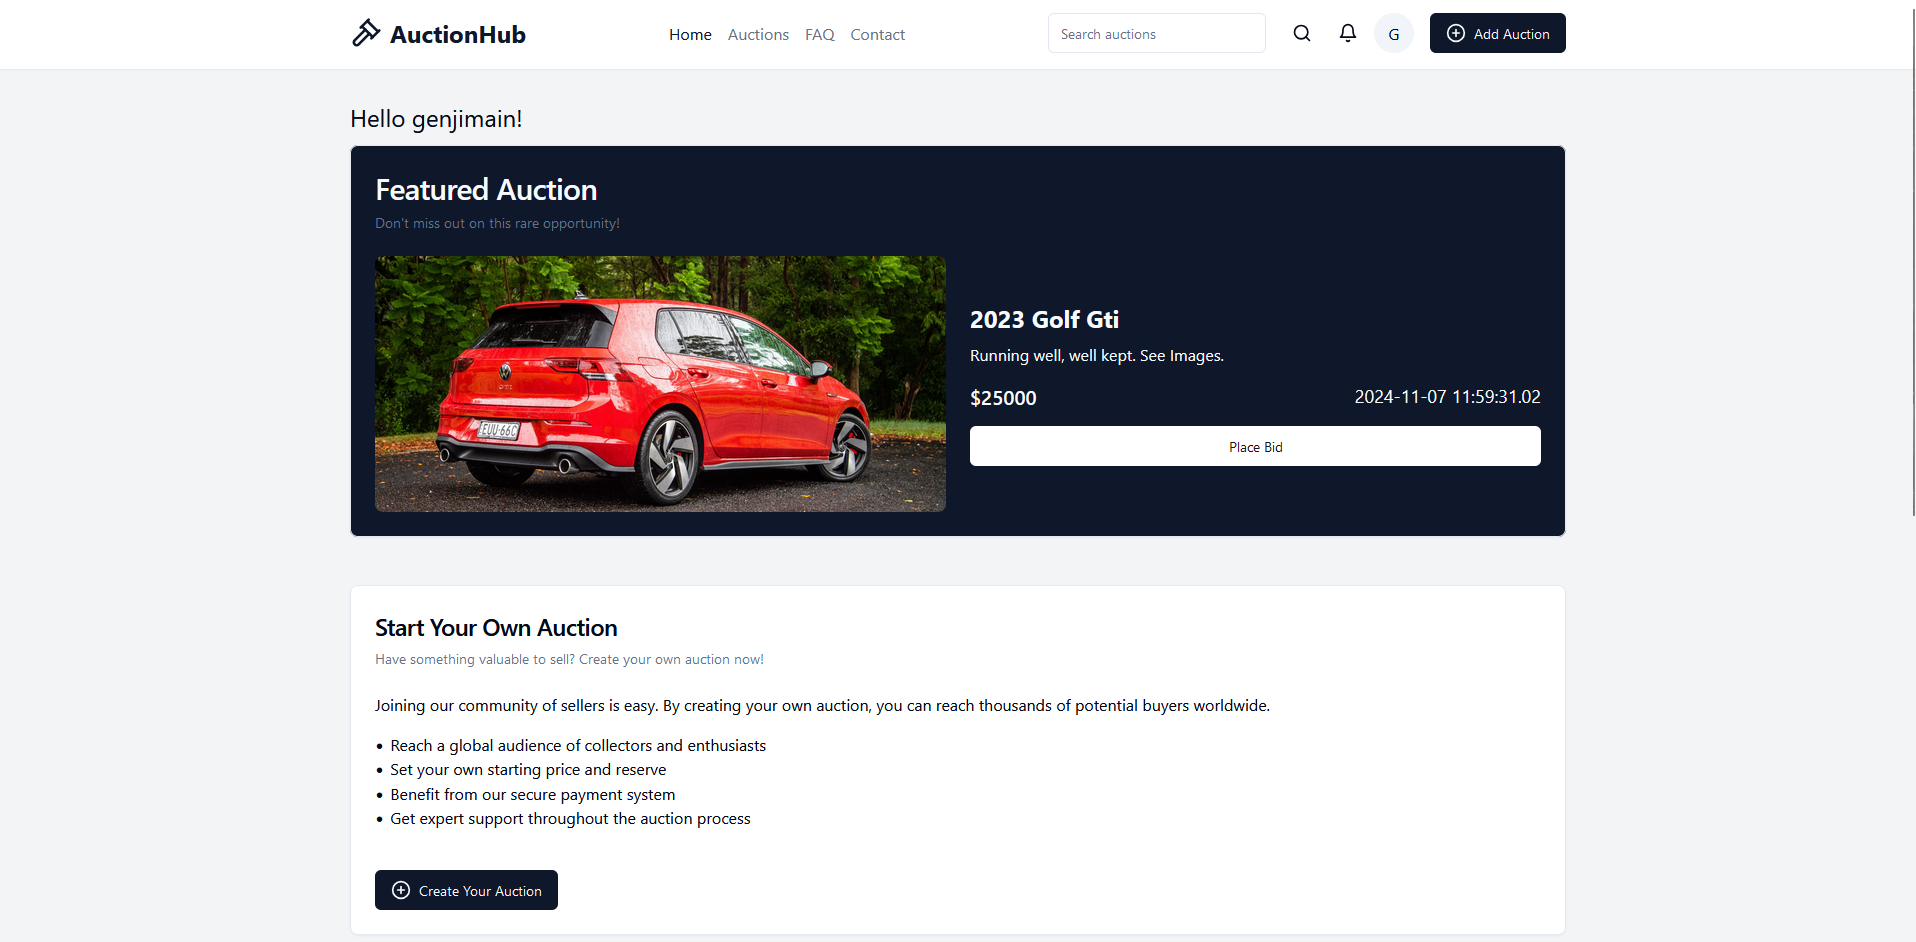 AuctionHub
Home Auctions FAQ Contact
Search auctions
G
Add Auction
Hello genjimain!
Featured Auction
Don't miss out on this rare opportunity!
GTI
EUU·66C
2023 Golf Gti
Running well, well kept. See Images.
$25000
2024-11-07 11:59:31.02
Place Bid
Start Your Own Auction
Have something valuable to sell? Create your own auction now!
Joining our community of sellers is easy. By creating your own auction, you can reach thousands of potential buyers worldwide.
• Reach a global audience of collectors and enthusiasts
• Set your own starting price and reserve
• Benefit from our secure payment system
• Get expert support throughout the auction process
Create Your Auction